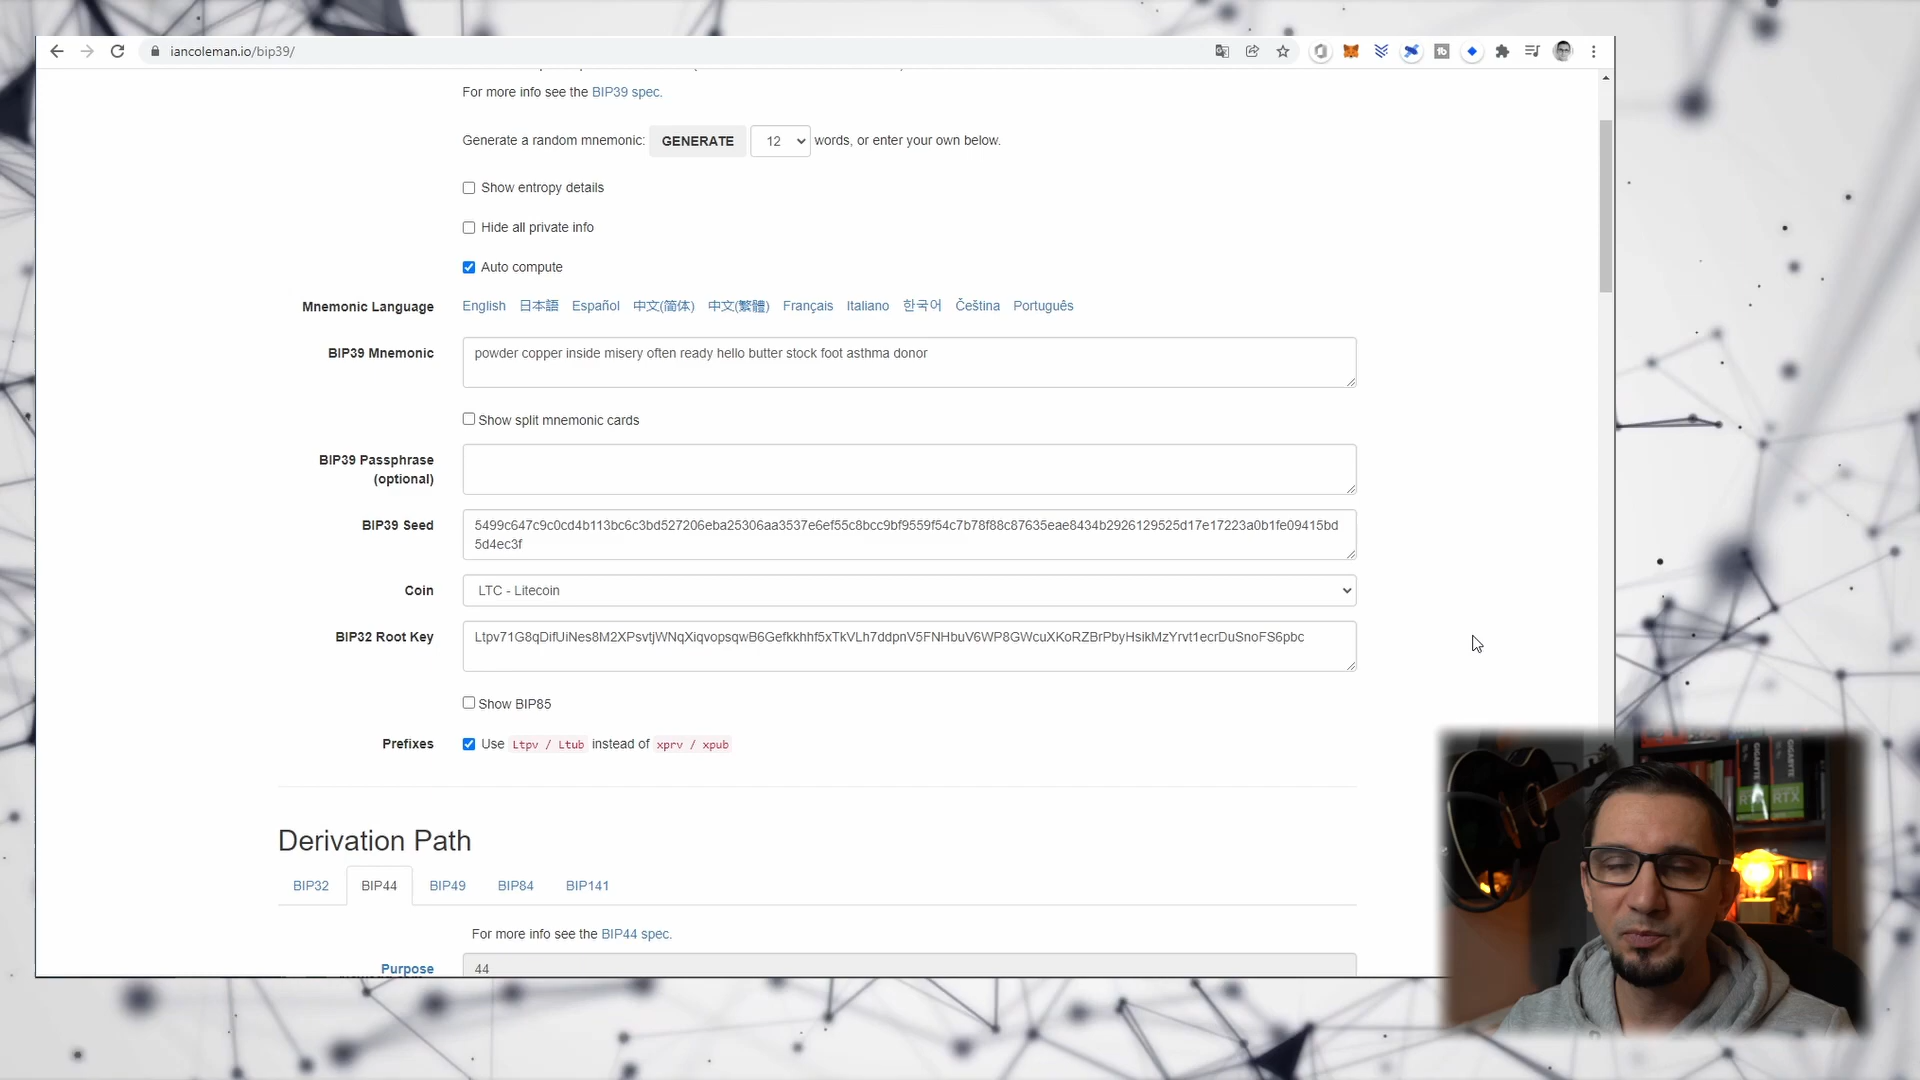 iancoleman.io/bip39/
For more info see the BIP39 spec.
Generate a random mnemonic: GENERATE 12 words, or enter your own below.
Show entropy details
Hide all private info
Auto compute
Mnemonic Language English 日本語 Español 中文(简体) 中文(繁體) Français Italiano 한국어 Čeština Português
BIP39 Mnemonic powder copper inside misery often ready hello butter stock foot asthma donor
Show split mnemonic cards
BIP39 Passphrase
(optional)
BIP39 Seed 5499c647c9c0cd4b113bc6c3bd527206eba25306aa3537e6ef55c8bcc9bf9559f54c7b78f88c87635eae8434b2926129525d17e17223a0b1fe09415bd
5d4ec3f
Coin LTC - Litecoin
BIP32 Root Key Ltpv71G8qDifUiNes8M2XPsvtjWNqXiqvopsqwB6Gefkkhhf5xTkVLh7ddpnV5FNHbuV6WP8GWcuXKoRZBrPbyHsikMzYrvt1ecrDuSnoFS6pbc
Show BIP85
Prefixes Use Ltpv / Ltub instead of xprv / xpub
Derivation Path
BIP32 BIP44 BIP49 BIP84 BIP141
For more info see the BIP44 spec.
Purpose 44
GIGABYTE
GIGABYTE
RTX